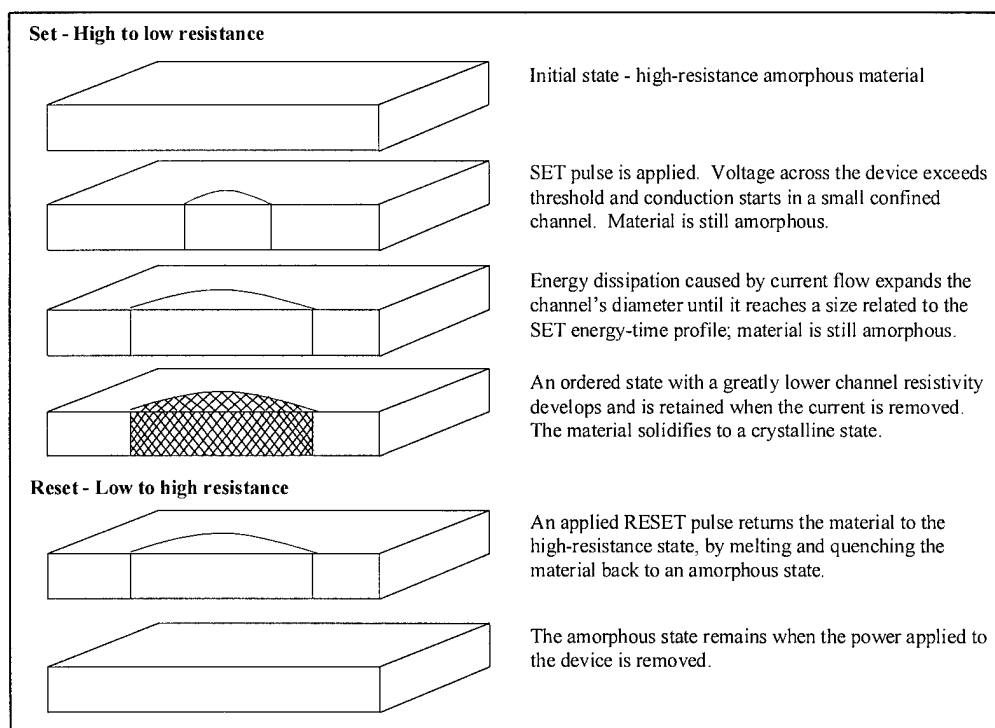 Set - High to low resistance
Initial state - high-resistance amorphous material
SET pulse is applied.  Voltage across the device exceeds
threshold and conduction starts in a small confined
channel.  Material is still amorphous.
Energy dissipation caused by current flow expands the
channel's diameter until it reaches a size related to the
SET energy-time profile; material is still amorphous.
An ordered state with a greatly lower channel resistivity
develops and is retained when the current is removed.
The material solidifies to a crystalline state.
Reset - Low to high resistance
An applied RESET pulse returns the material to the
high-resistance state, by melting and quenching the
material back to an amorphous state.
The amorphous state remains when the power applied to
the device is removed.